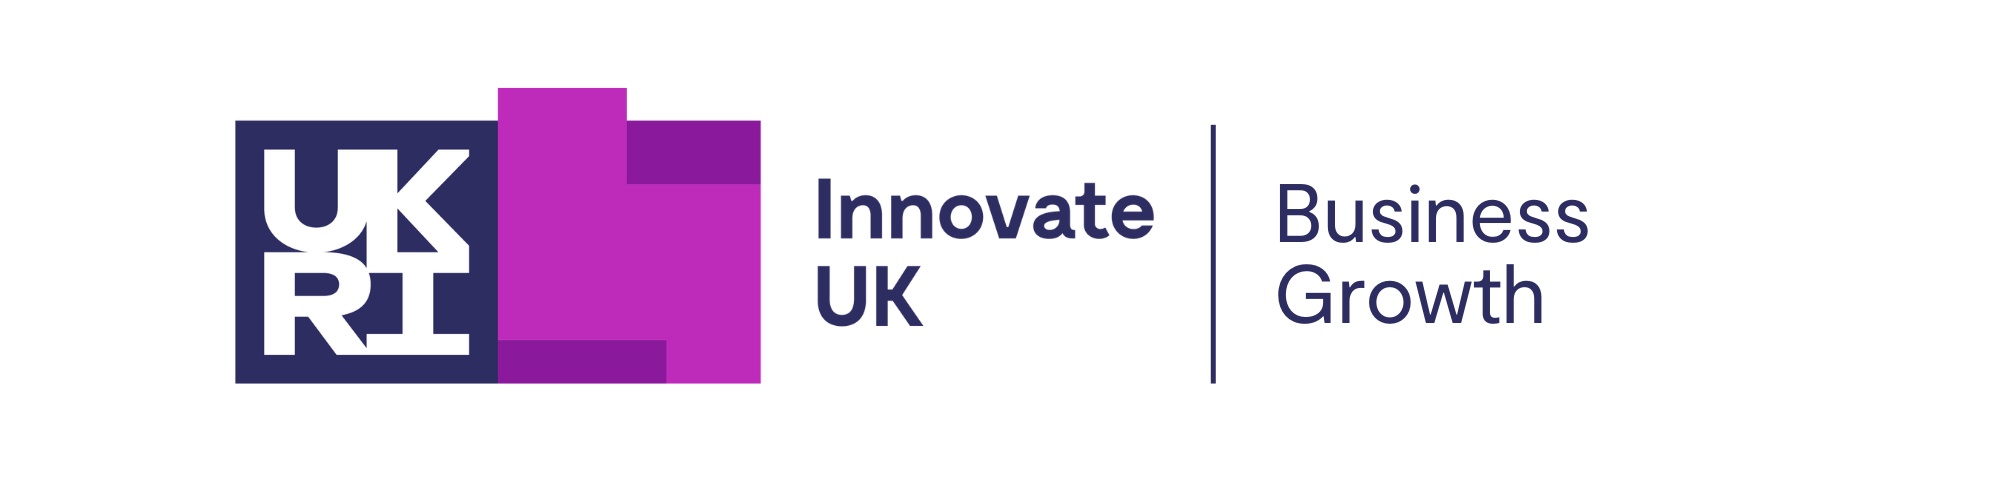 UK
RI
Innovate
UK
Business
Growth